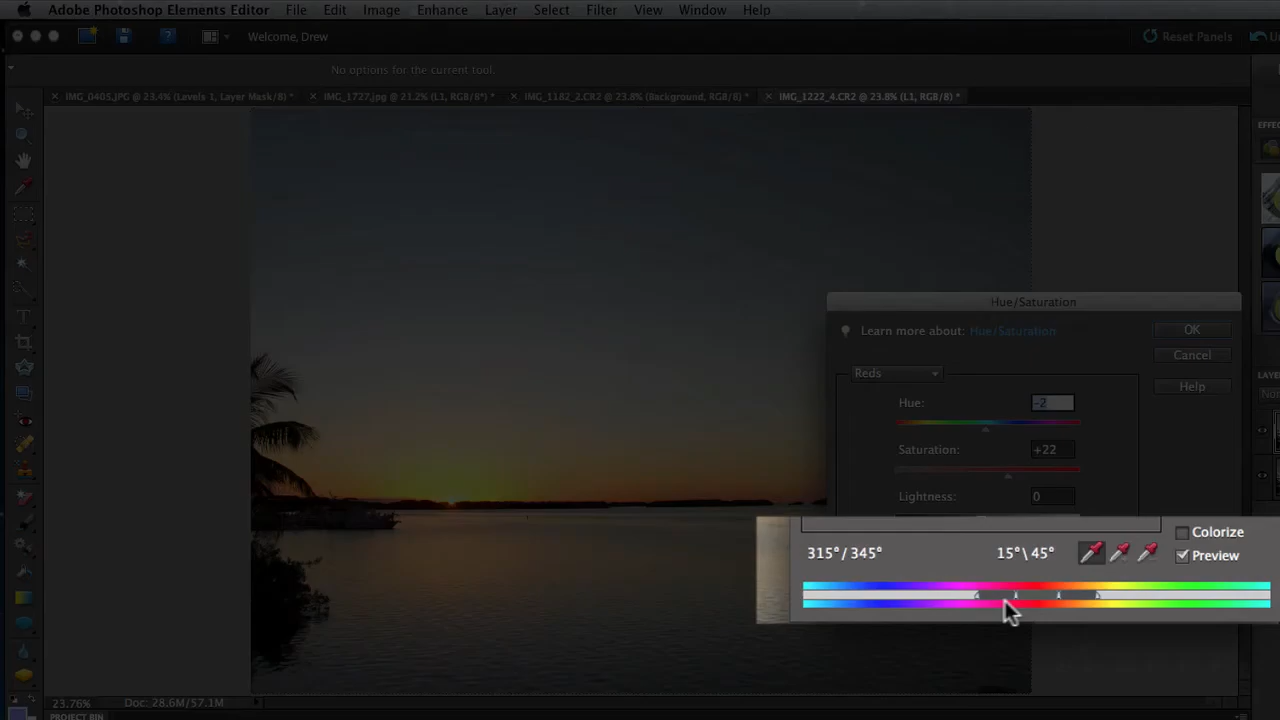 Adobe Photoshop Elements Editor File Edit Image Enhance Layer Select Filter View Window Help
Welcome, Drew
Reset Panels
No options for the current tool.
IMG_0405.JPG @ 23.4% (Levels 1, Layer Mask/8) *
IMG_1727.jpg @ 21.2% (L1, RGB/8*) *
IMG_1182_2.CR2 @ 23.8% (Background, RGB/8) *
IMG_1222_4.CR2 @ 23.8% (L1, RGB/8) *
Hue/Saturation
Learn more about: Hue/Saturation
OK
Cancel
Help
Reds
Hue: -2
Saturation: +22
Lightness: 0
Colorize
315°/ 345° 15°\ 45°
Preview
23.76% Doc: 28.6M/57.1M
PROJECT BIN